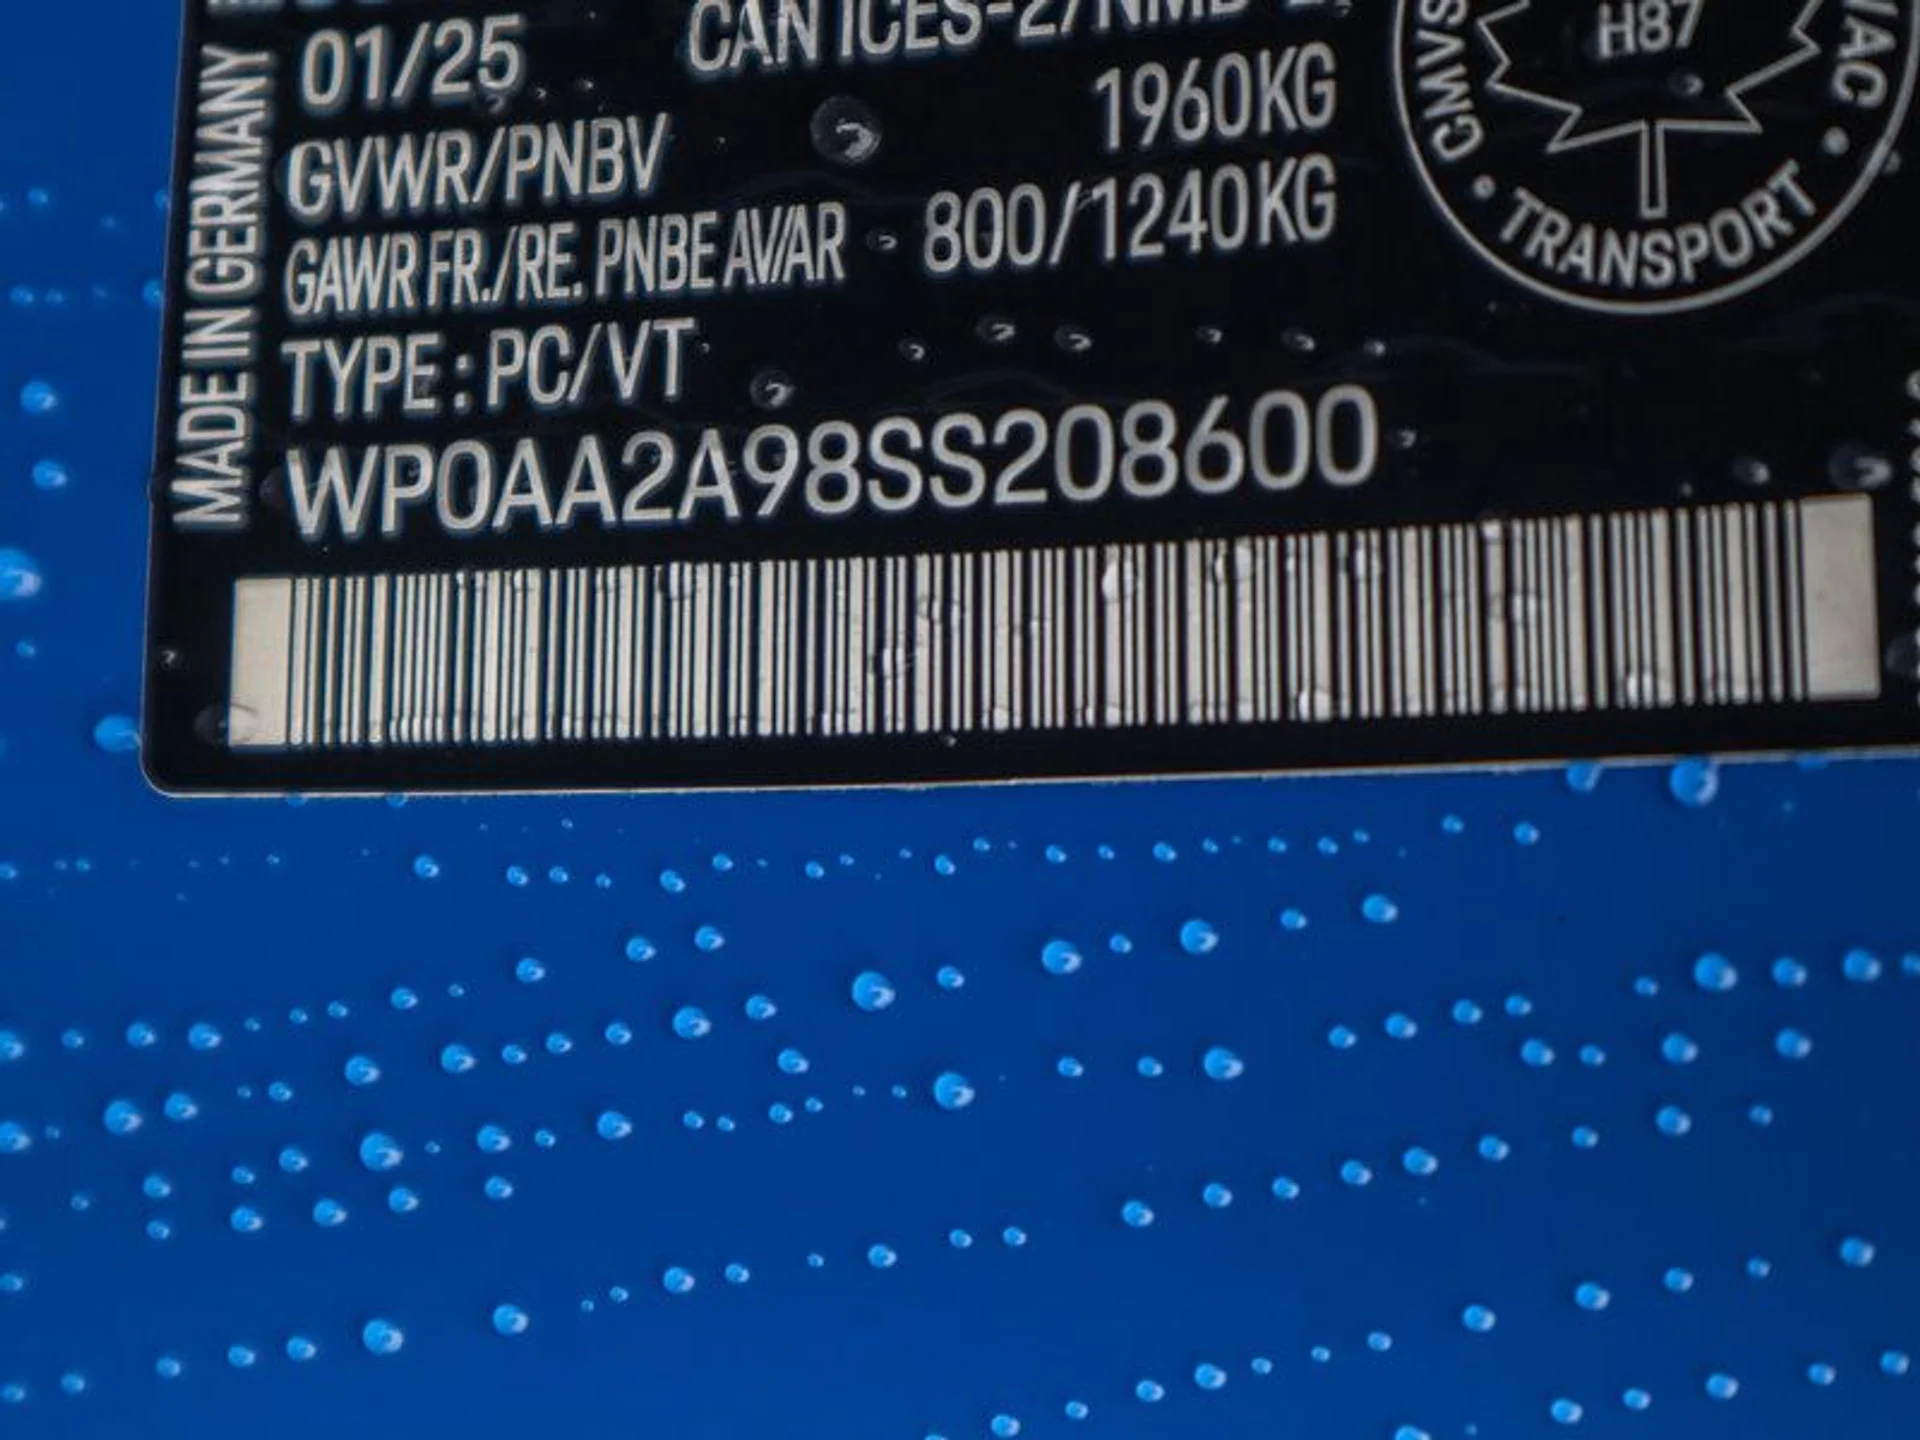 MADE IN GERMANY
01/25
CAN ICES-2/NMB-2
GVWR/PNBV 1960KG
GAWR FR./RE. PNBE AV/AR 800/1240KG
TYPE : PC/VT
WP0AA2A98SS208600
H87
TRANSPORT